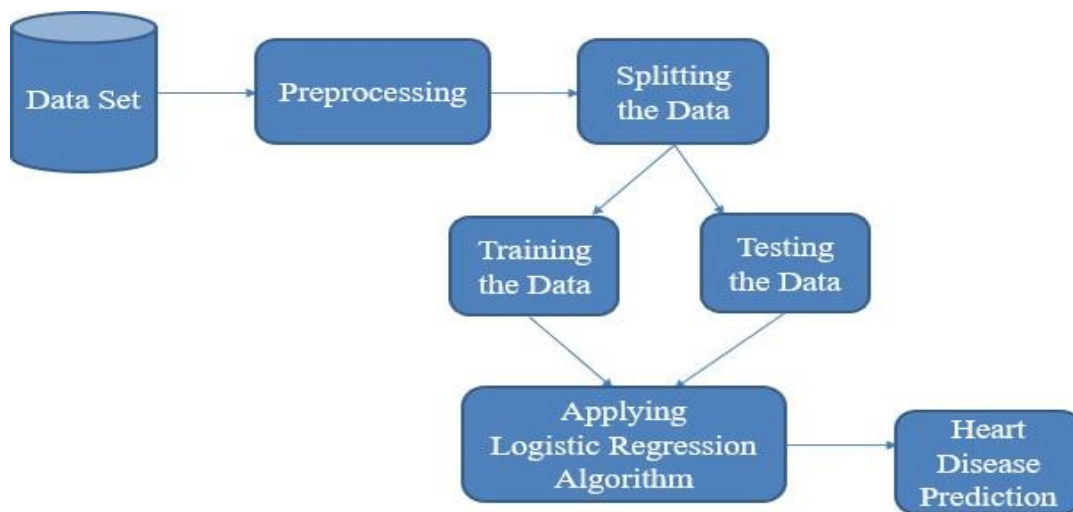 Data Set
Preprocessing
Splitting
the Data
Training
the Data
Testing
the Data
Applying
Logistic Regression
Algorithm
Heart
Disease
Prediction